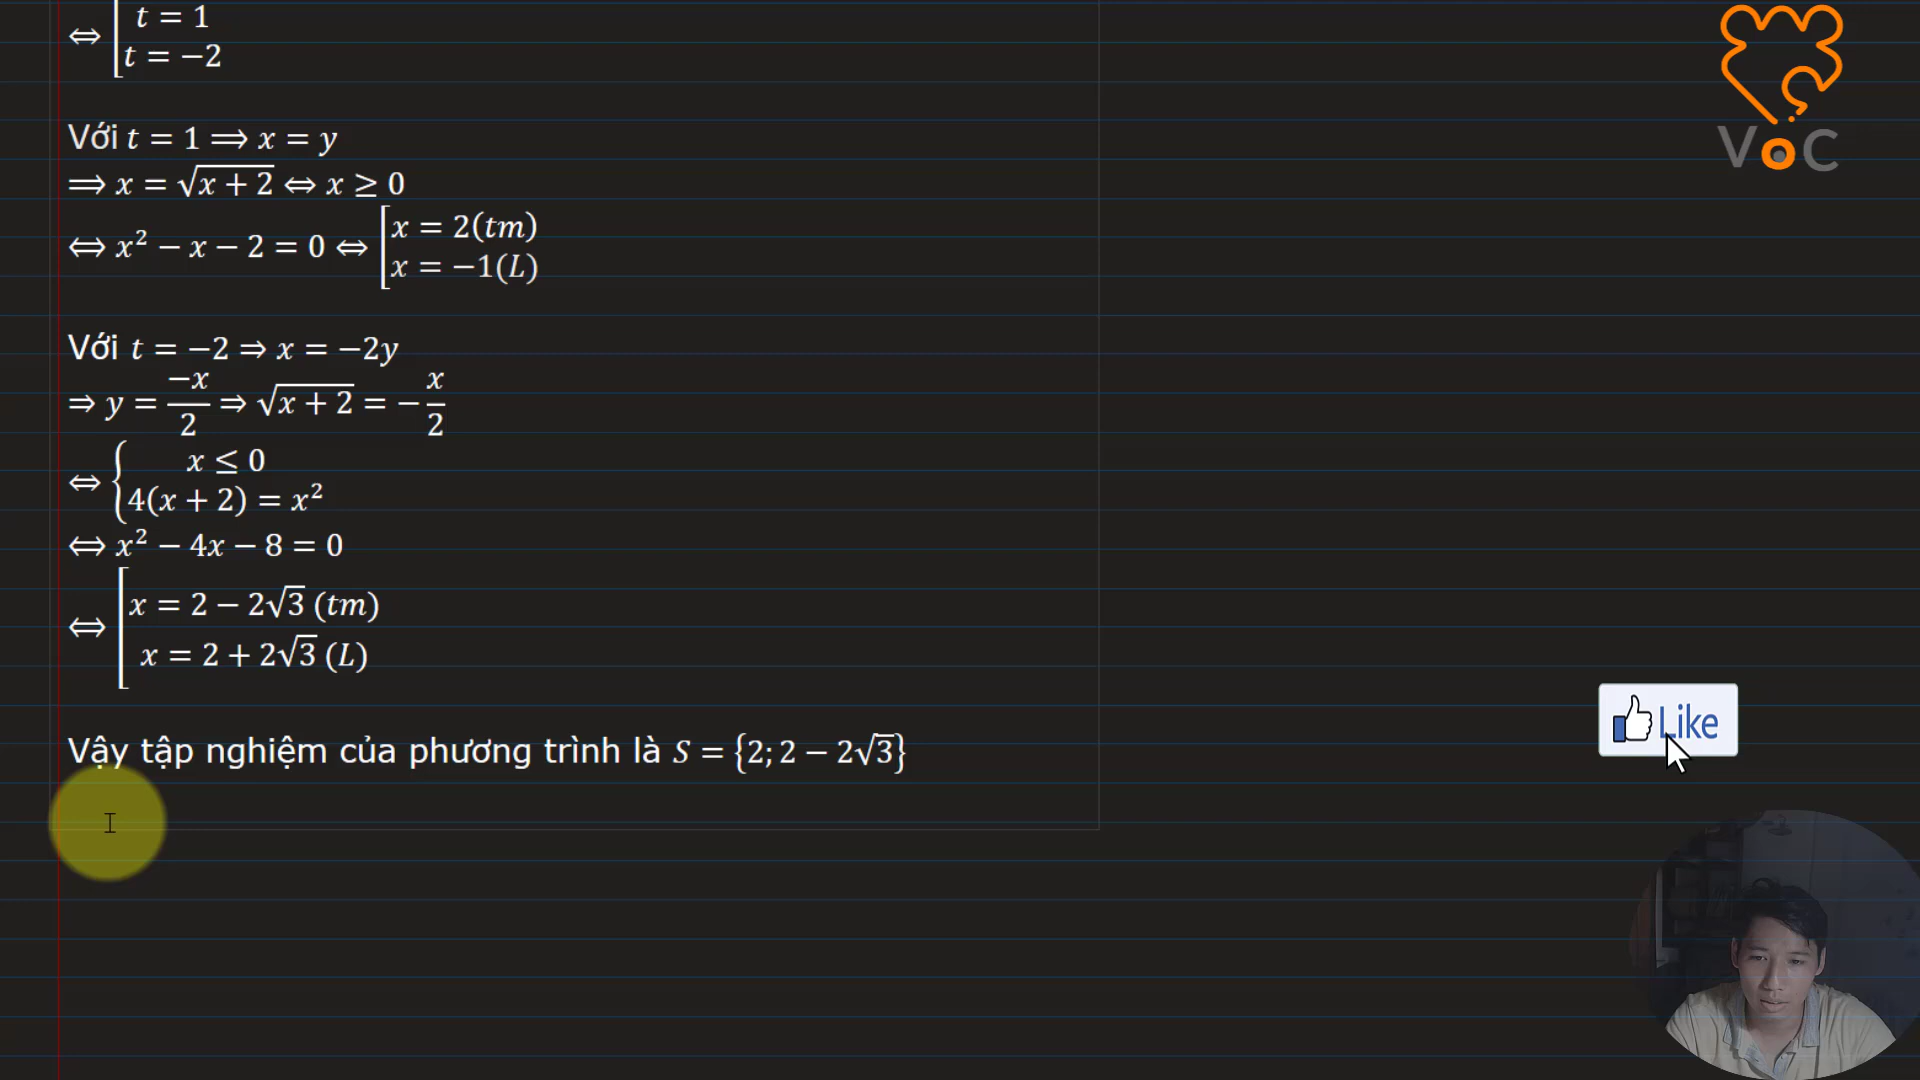 ⇔ [ t = 1
t = −2
Với t = 1 ⟹ x = y
⟹ x = √(x + 2) ⇔ x ≥ 0
⇔ x² − x − 2 = 0 ⇔ [ x = 2(tm)
x = −1(L)
Với t = −2 ⇒ x = −2y
⇒ y = −x/2 ⇒ √(x + 2) = − x/2
⇔ { x ≤ 0
4(x + 2) = x²
⇔ x² − 4x − 8 = 0
⇔ [ x = 2 − 2√3 (tm)
x = 2 + 2√3 (L)
Vậy tập nghiệm của phương trình là S = {2; 2 − 2√3}
VoC
Like